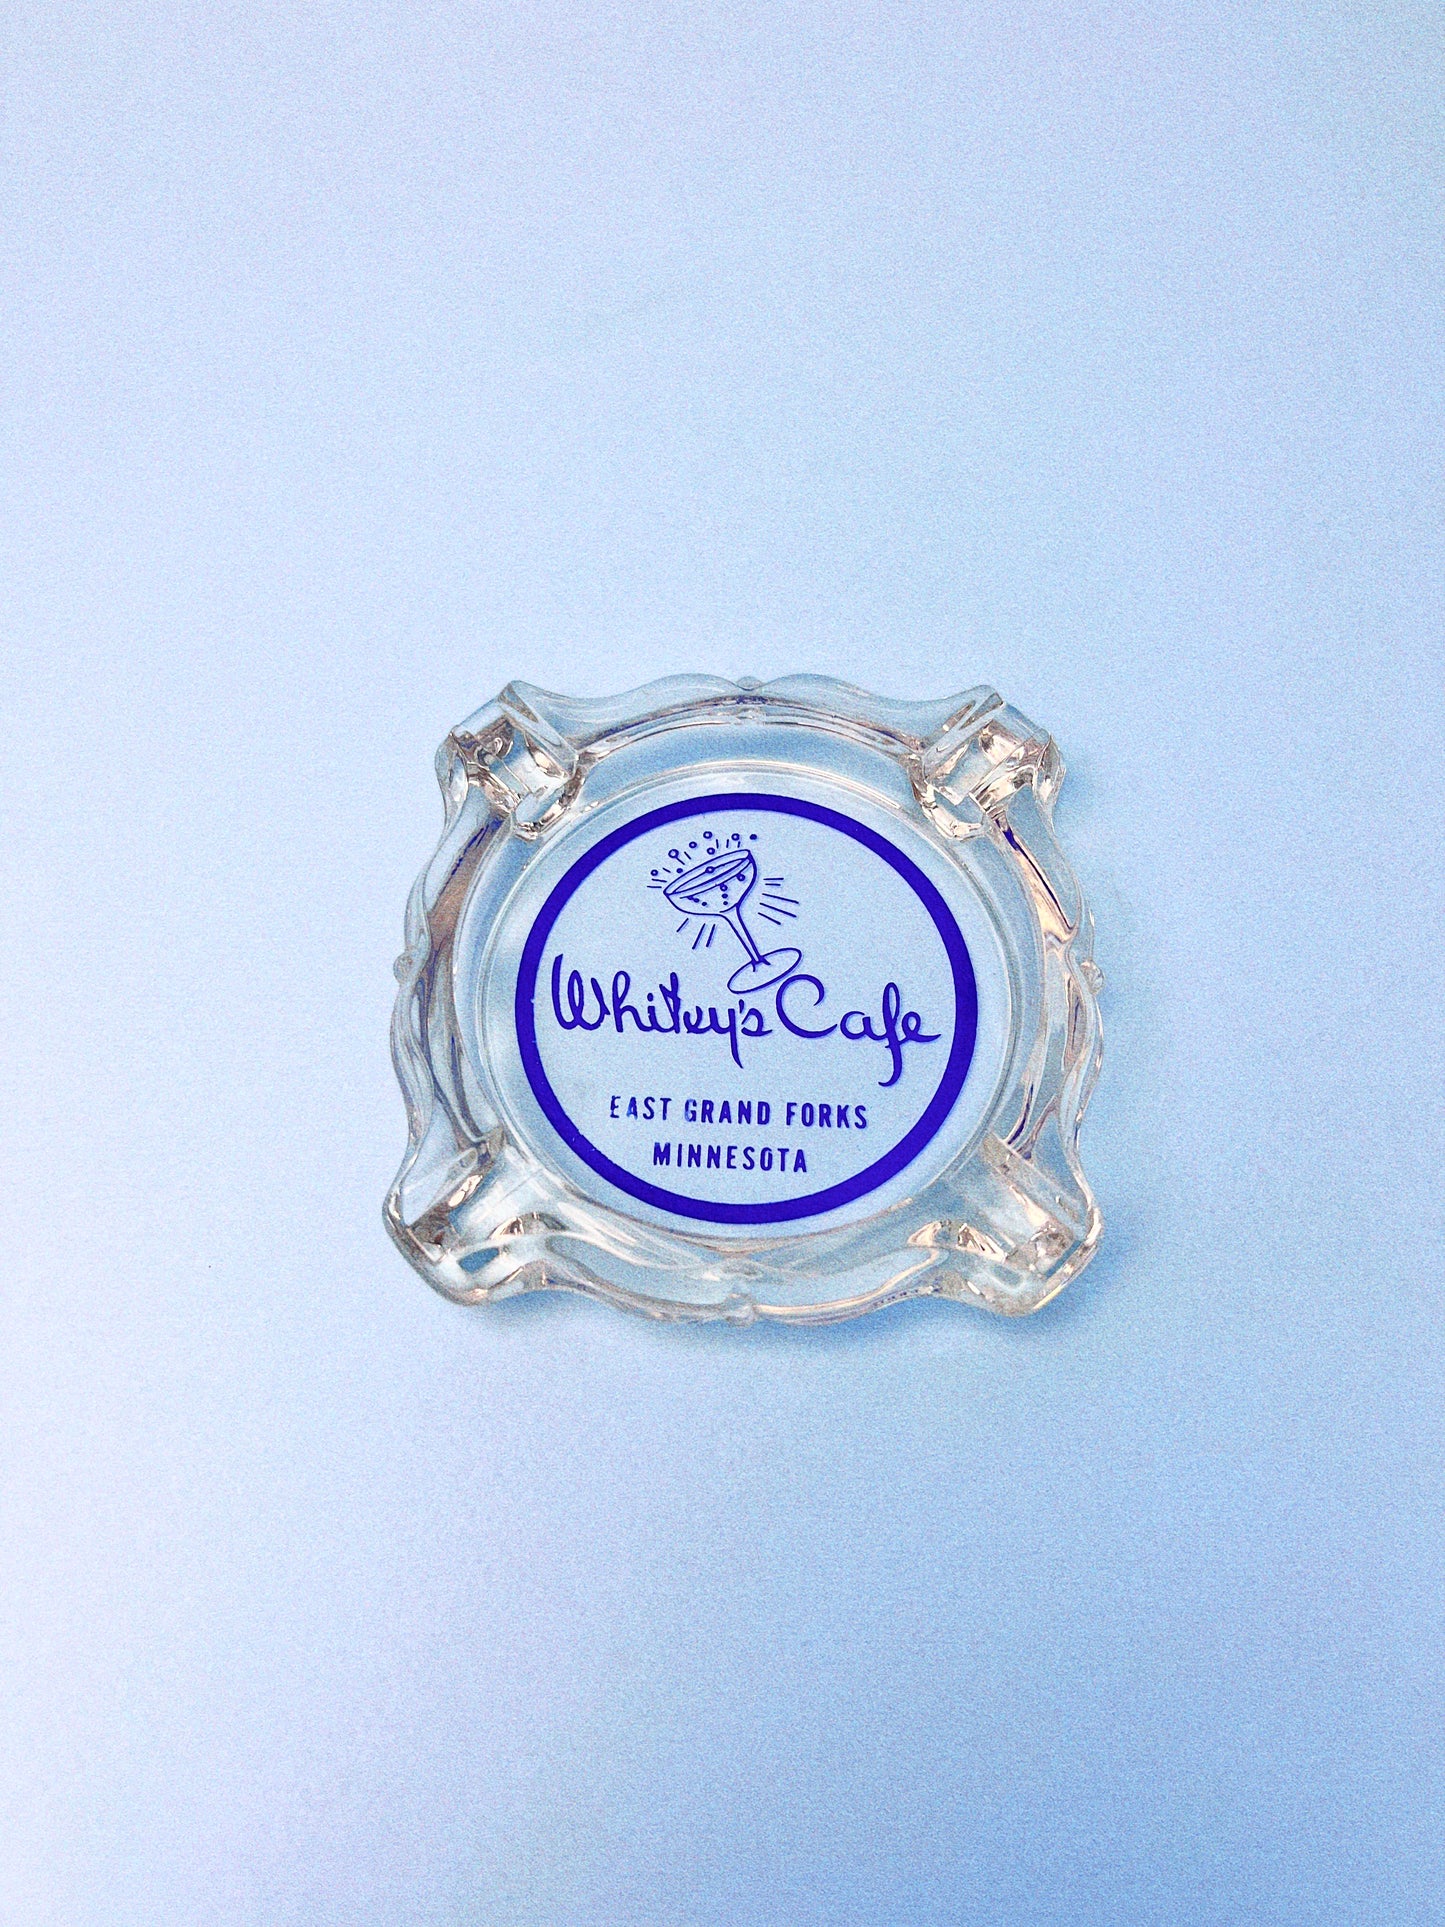 Whitey's Cafe
EAST GRAND FORKS
MINNESOTA